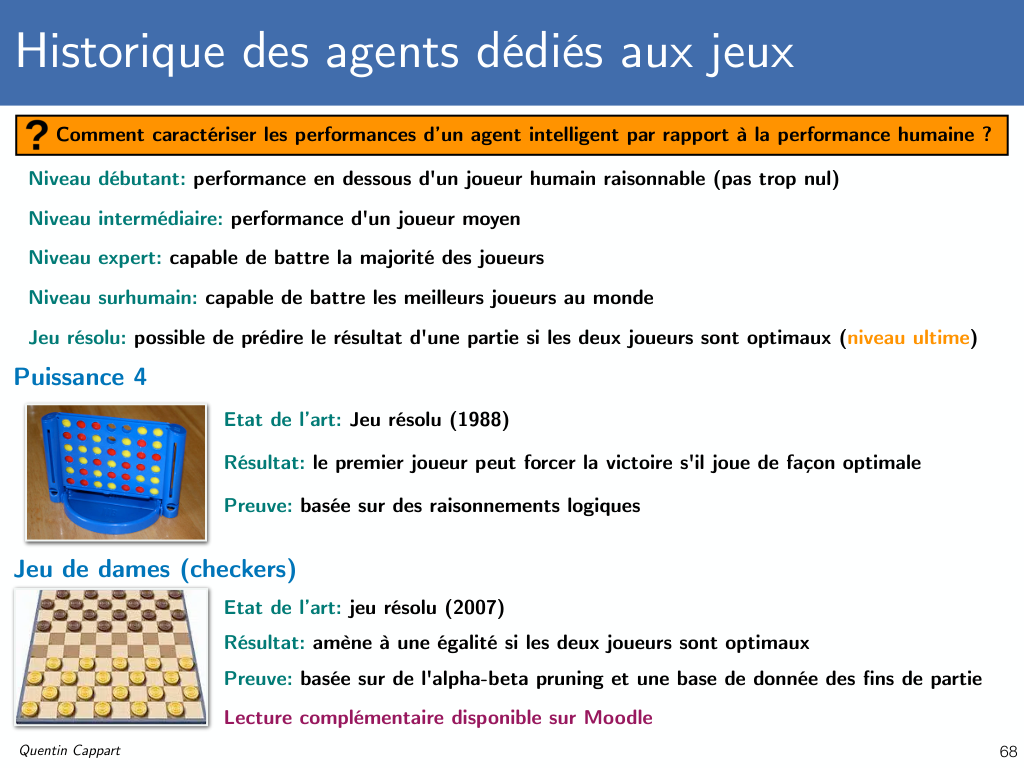 Historique des agents dédiés aux jeux
? Comment caractériser les performances d'un agent intelligent par rapport à la performance humaine ?
Niveau débutant: performance en dessous d'un joueur humain raisonnable (pas trop nul)
Niveau intermédiaire: performance d'un joueur moyen
Niveau expert: capable de battre la majorité des joueurs
Niveau surhumain: capable de battre les meilleurs joueurs au monde
Jeu résolu: possible de prédire le résultat d'une partie si les deux joueurs sont optimaux (niveau ultime)
Puissance 4
Etat de l'art: Jeu résolu (1988)
Résultat: le premier joueur peut forcer la victoire s'il joue de façon optimale
Preuve: basée sur des raisonnements logiques
Jeu de dames (checkers)
Etat de l'art: jeu résolu (2007)
Résultat: amène à une égalité si les deux joueurs sont optimaux
Preuve: basée sur de l'alpha-beta pruning et une base de donnée des fins de partie
Lecture complémentaire disponible sur Moodle
Quentin Cappart
68